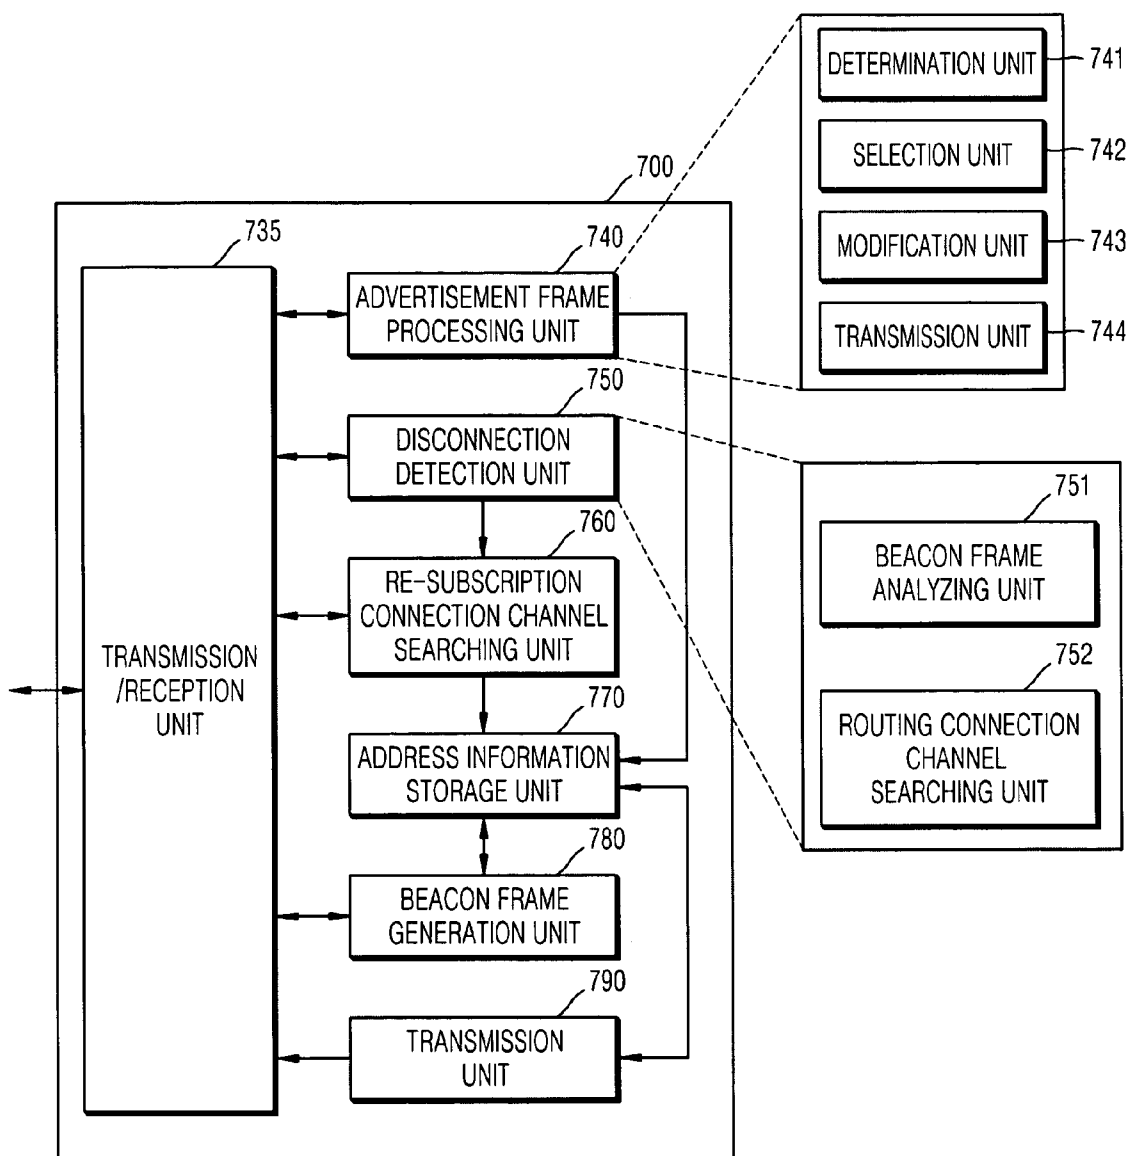 700
735
TRANSMISSION
/RECEPTION
UNIT
740
ADVERTISEMENT FRAME
PROCESSING UNIT
750
DISCONNECTION
DETECTION UNIT
760
RE-SUBSCRIPTION
CONNECTION CHANNEL
SEARCHING UNIT
770
ADDRESS INFORMATION
STORAGE UNIT
780
BEACON FRAME
GENERATION UNIT
790
TRANSMISSION
UNIT
DETERMINATION UNIT
741
SELECTION UNIT
742
MODIFICATION UNIT
743
TRANSMISSION UNIT
744
751
BEACON FRAME
ANALYZING UNIT
752
ROUTING CONNECTION
CHANNEL
SEARCHING UNIT